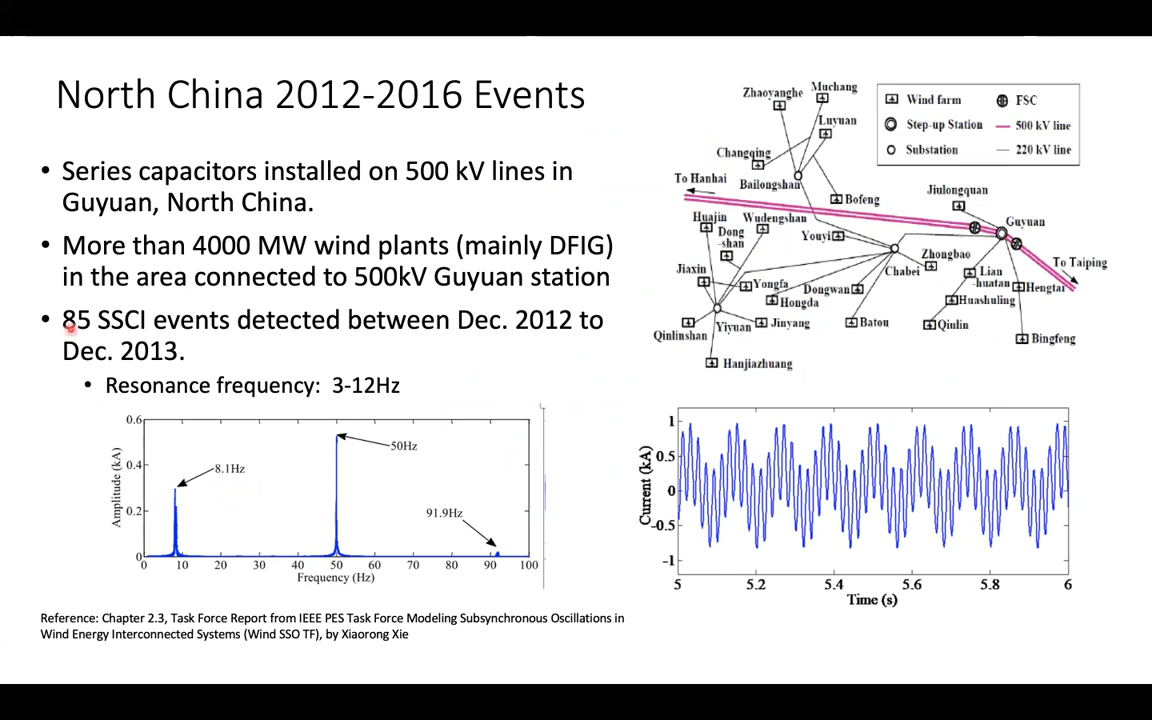 North China 2012-2016 Events
• Series capacitors installed on 500 kV lines in
Guyuan, North China.
• More than 4000 MW wind plants (mainly DFIG)
in the area connected to 500kV Guyuan station
• 85 SSCI events detected between Dec. 2012 to
Dec. 2013.
• Resonance frequency: 3-12Hz
0.6
0.4
0.2
0
Amplitude (kA)
8.1Hz
50Hz
91.9Hz
0 10 20 30 40 50 60 70 80 90 100
Frequency (Hz)
Reference: Chapter 2.3, Task Force Report from IEEE PES Task Force Modeling Subsynchronous Oscillations in
Wind Energy Interconnected Systems (Wind SSO TF), by Xiaorong Xie
Wind farm FSC
Step-up Station 500 kV line
Substation 220 kV line
Zhaoyanghe
Muchang
Luyuan
Changqing
To Hanhai
Bailongshan
Bofeng
Jiulongquan
Huajin
Wudengshan
Dong
-shan
Youyi
Guyuan
Zhongbao
Chabei
To Taiping
Jiaxin
Yongfa
Dongwan
Lian
-huatan
Hengtai
Hongda
Huashuling
Qinlinshan
Yiyuan
Jinyang
Batou
Qiulin
Bingfeng
Hanjiazhuang
1
0.5
0
-0.5
-1
Current (kA)
5 5.2 5.4 5.6 5.8 6
Time (s)